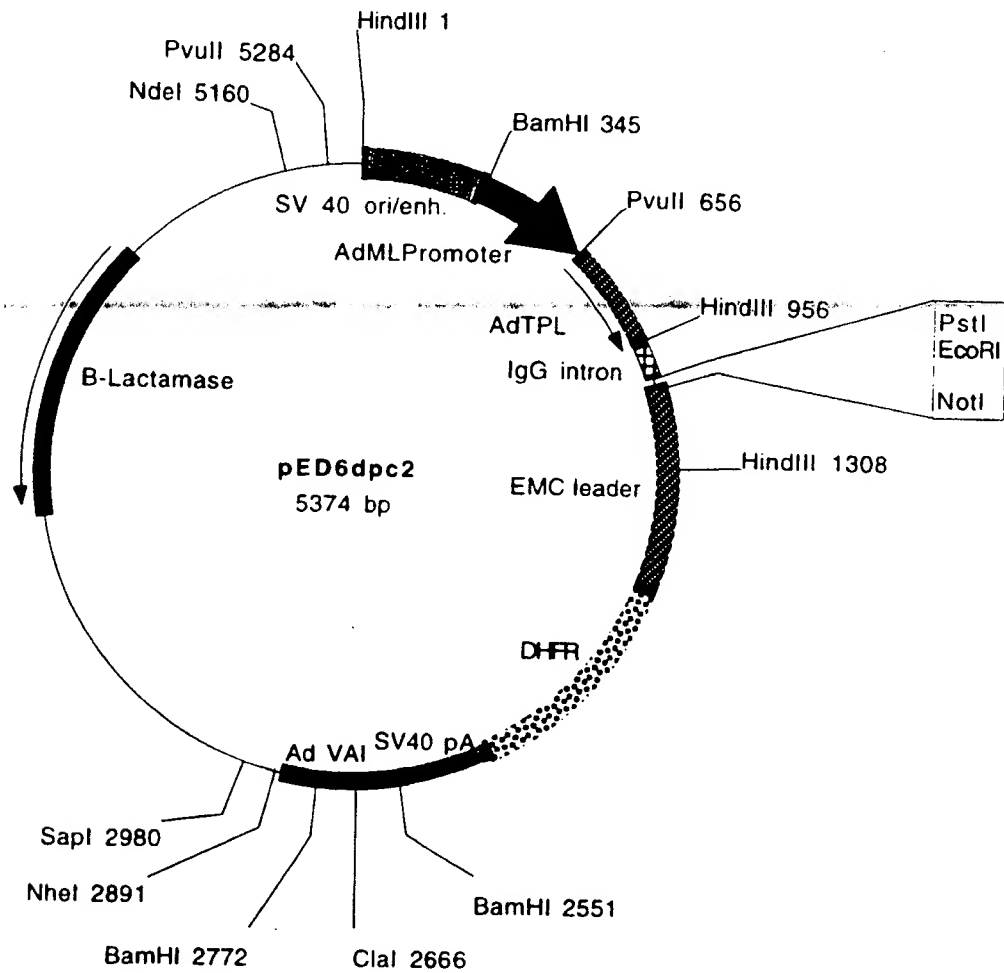 HindIII 1
PvuII 5284
NdeI 5160
BamHI 345
SV 40 ori/enh.
PvuII 656
AdMLPromoter
HindIII 956
AdTPL
PstI
EcoRI
IgG intron
B-Lactamase
NotI
pED6dpc2
HindIII 1308
EMC leader
5374 bp
DHFR
SV40 pA
Ad VAI
SapI 2980
NheI 2891
BamHI 2551
BamHI 2772
ClaI 2666